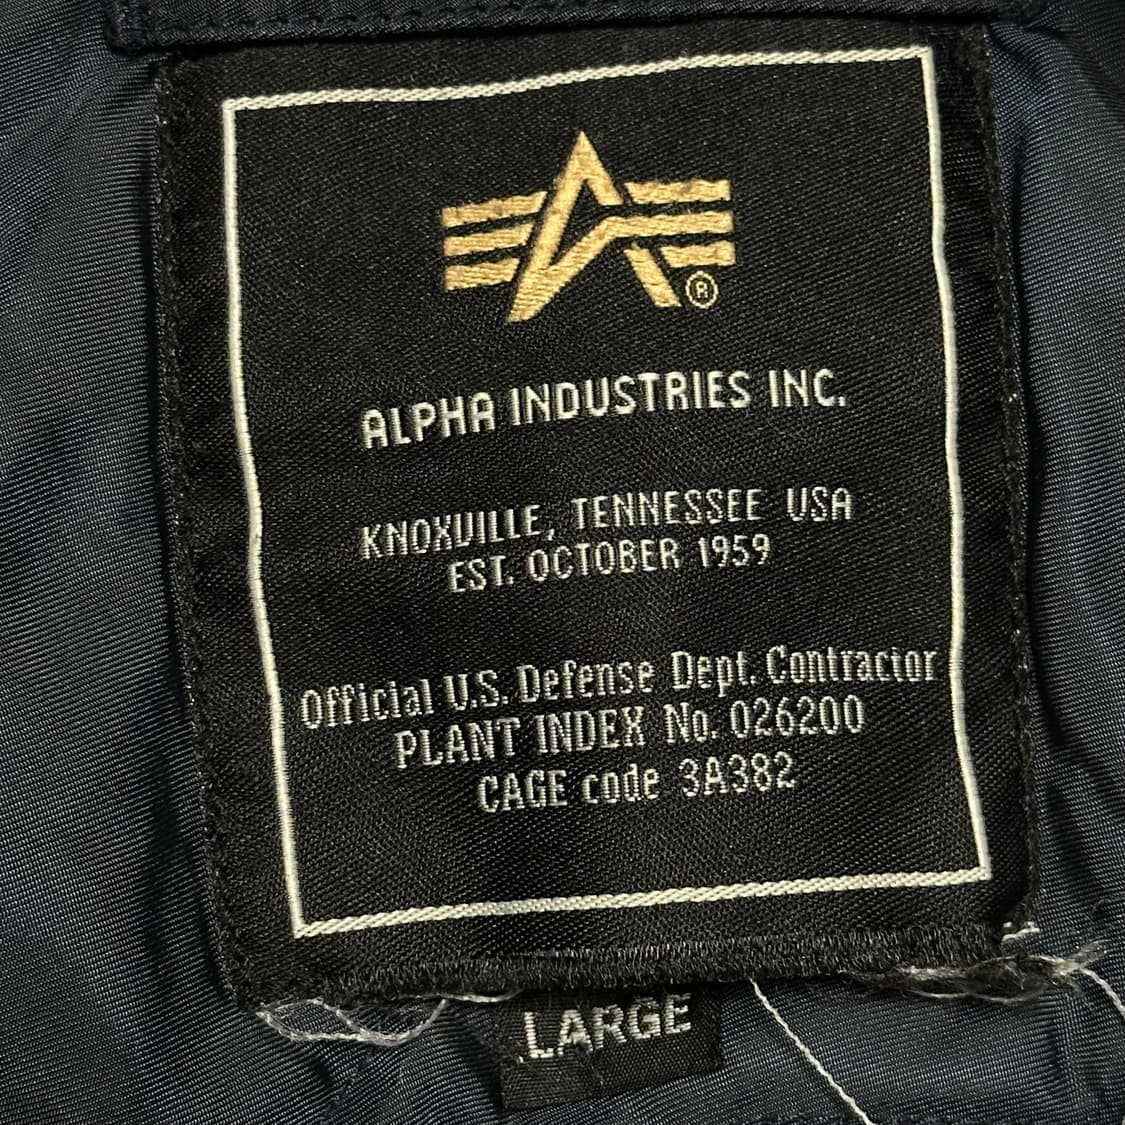 ®
ALPHA INDUSTRIES INC.
KNOXVILLE, TENNESSEE USA
EST. OCTOBER 1959
Official U.S. Defense Dept. Contractor
PLANT INDEX No. 026200
CAGE code 3A382
LARGE